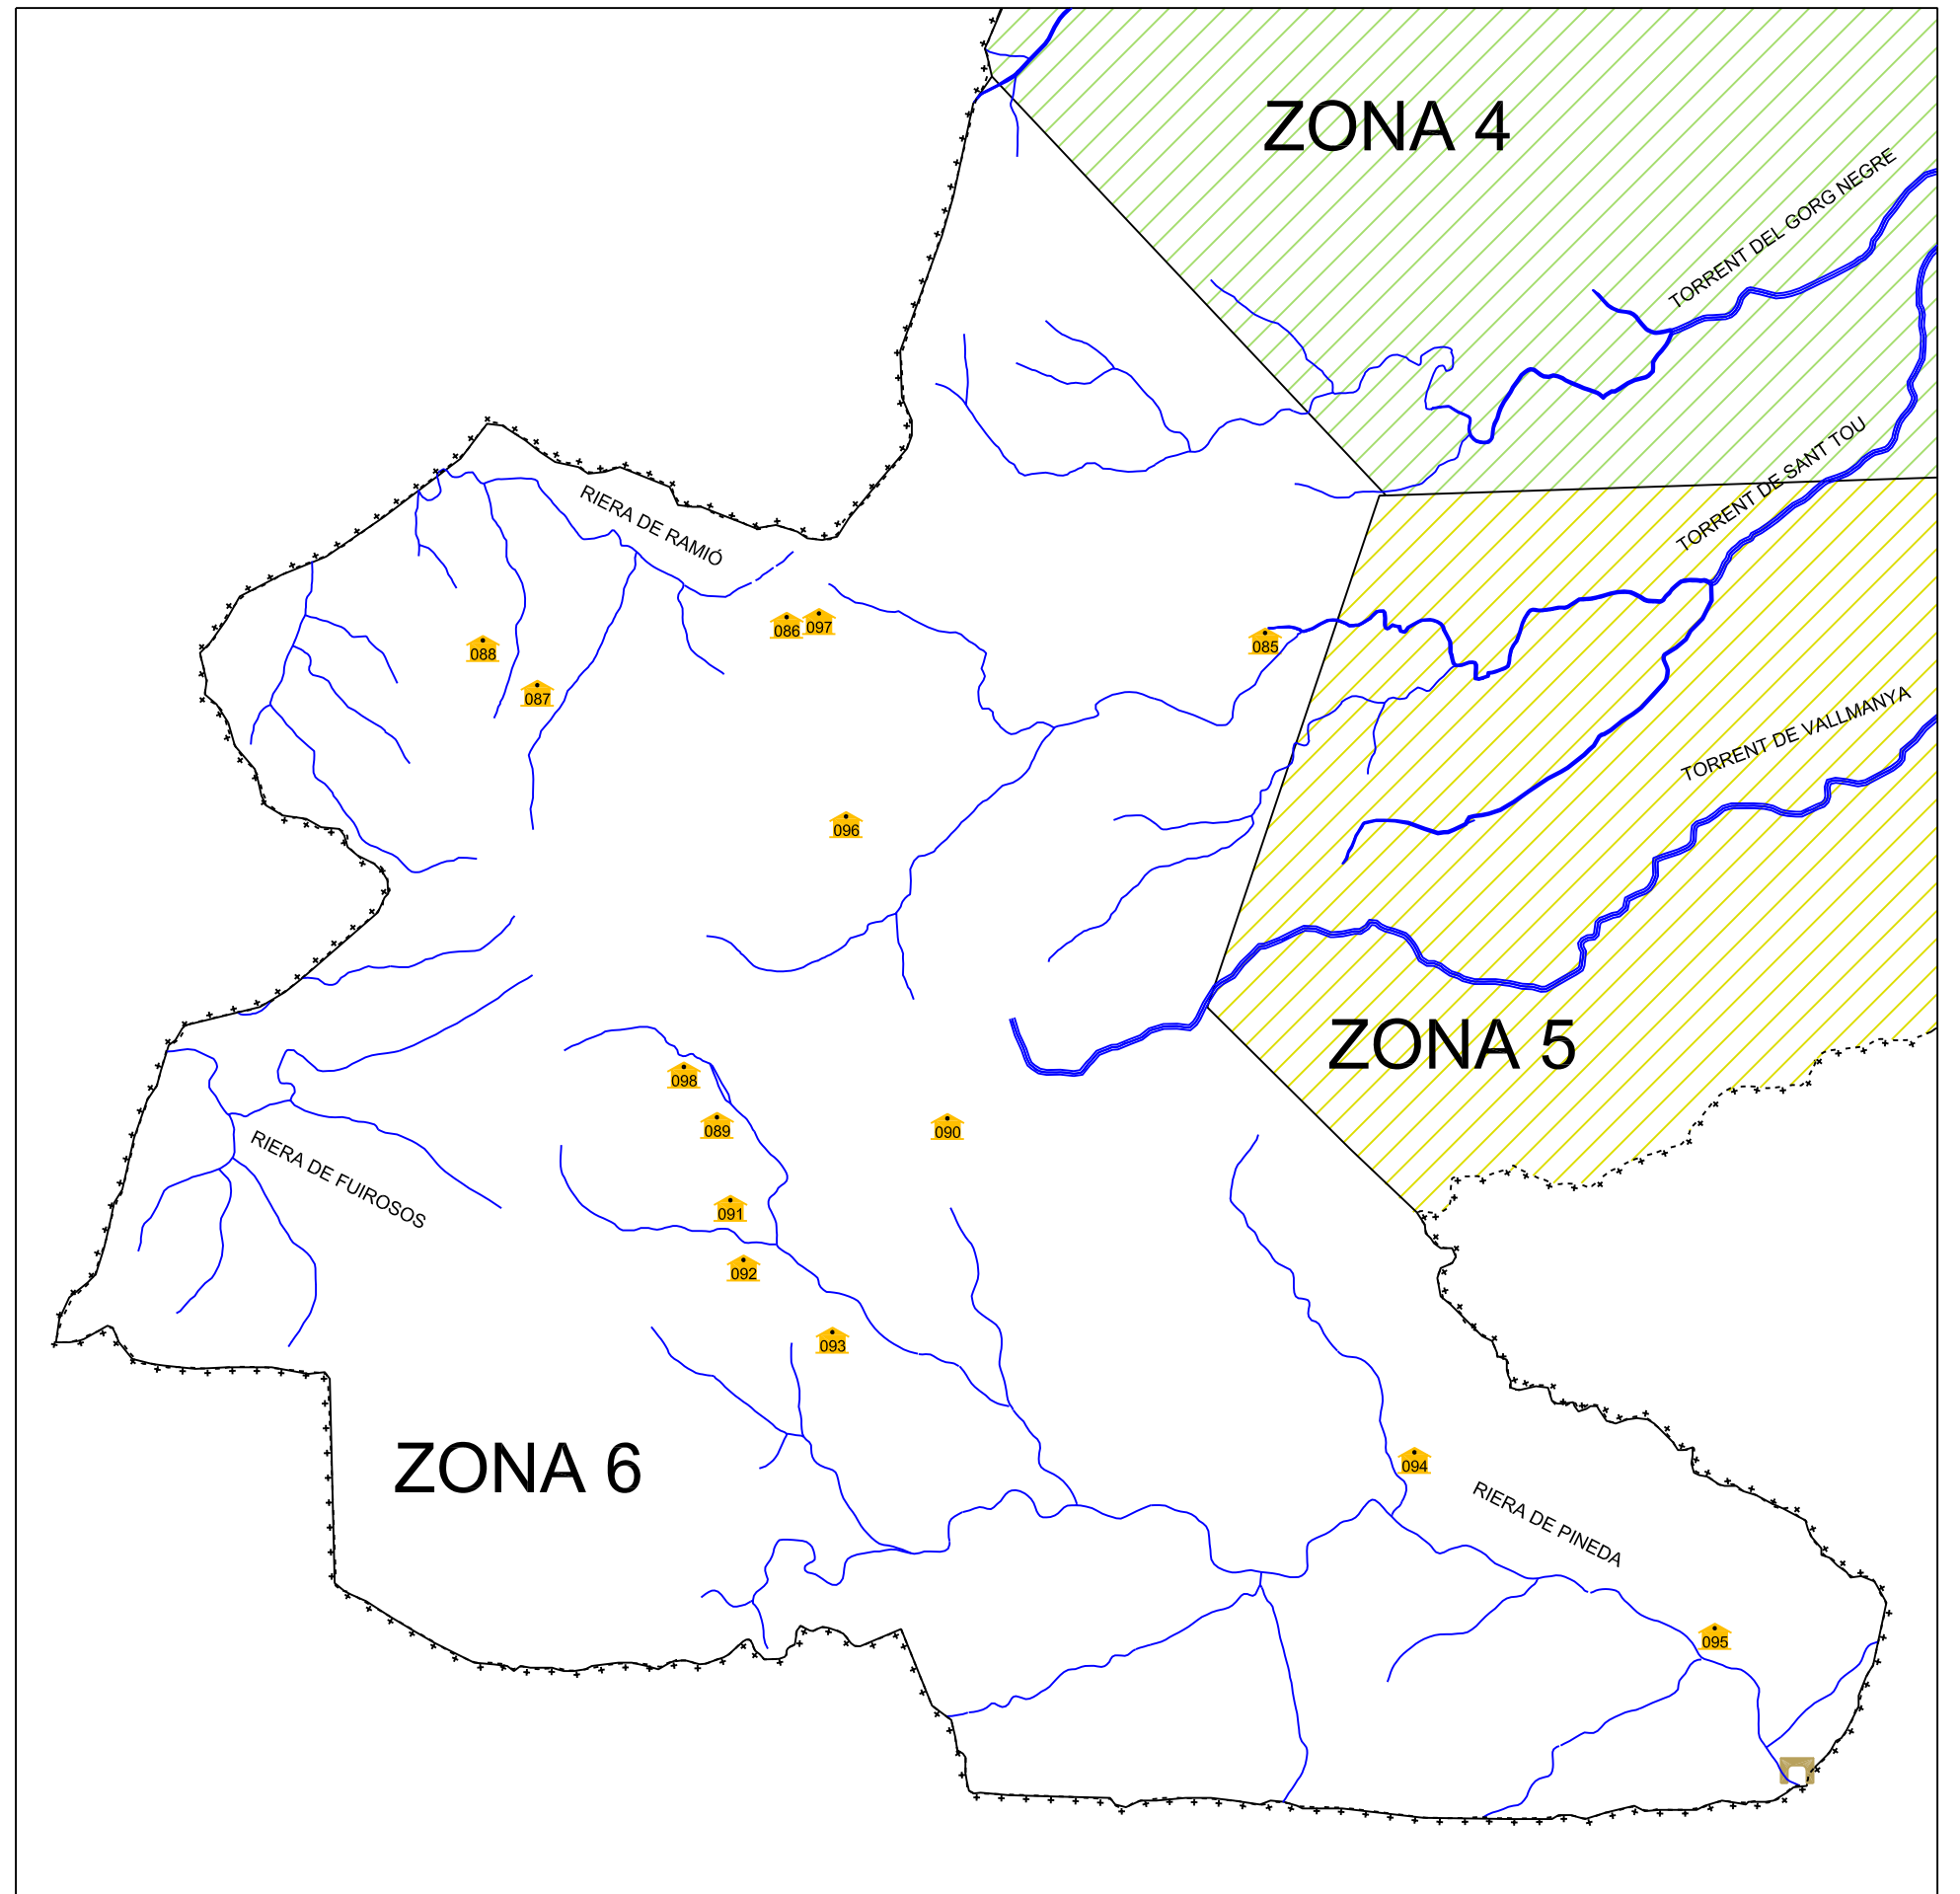 ZONA 4
TORRENT DEL GORG NEGRE
TORRENT DE SANT TOU
RIERA DE RAMIÓ
086
097
085
088
087
TORRENT DE VALLMANYA
096
ZONA 5
098
089
090
RIERA DE FUIROSOS
091
092
093
ZONA 6
094
RIERA DE PINEDA
095